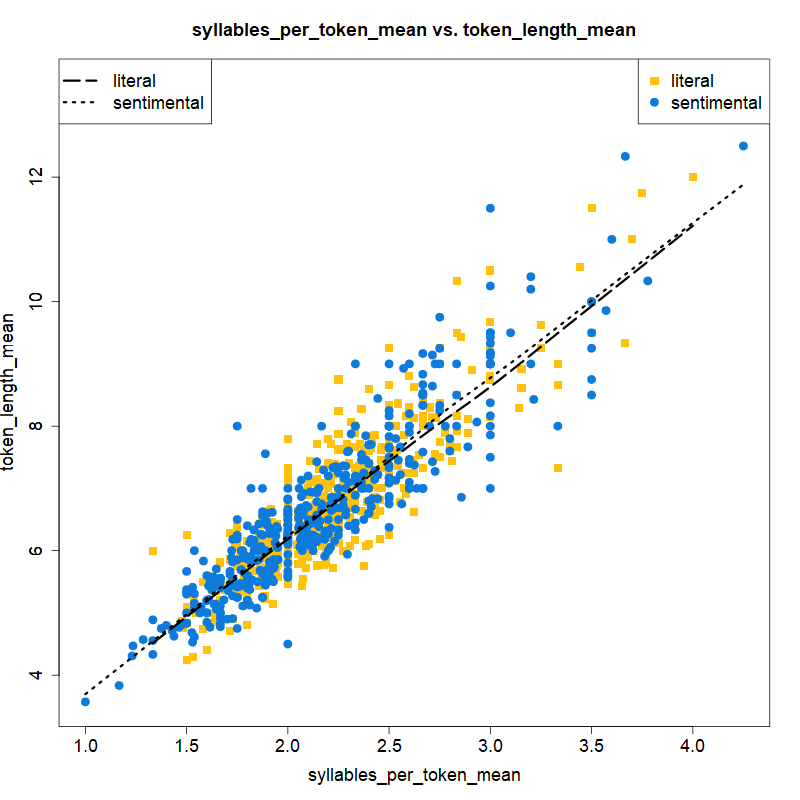 syllables_per_token_mean vs. token_length_mean
literal
sentimental
literal
sentimental
token_length_mean
12
10
8
6
4
1.0 1.5 2.0 2.5 3.0 3.5 4.0
syllables_per_token_mean